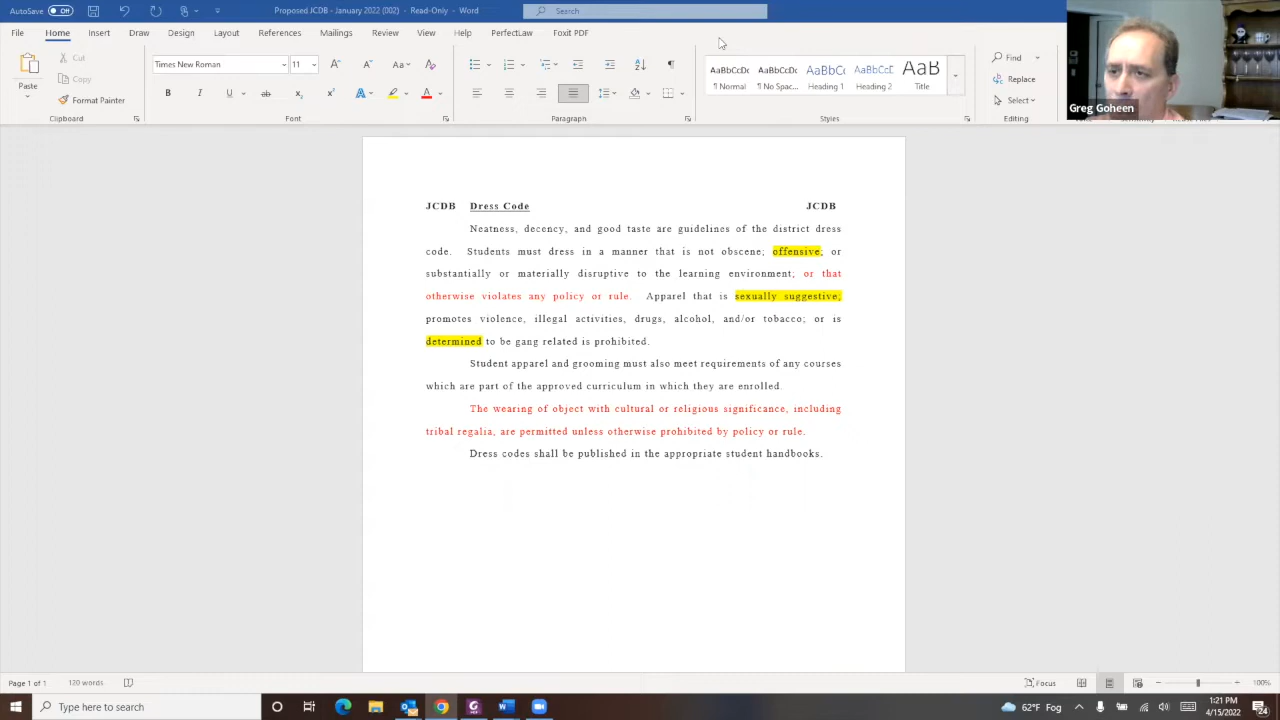 AutoSave Off Proposed JCDB - January 2022 (002) - Read-Only - Word Search
File Home Insert Draw Design Layout References Mailings Review View Help PerfectLaw Foxit PDF
Paste
Cut
Copy
Format Painter
Clipboard
Times New Roman 11
Font
Paragraph
AaBbCcDc AaBbCcDc AaBbCc AaBbCcD AaB
¶ Normal ¶ No Spac... Heading 1 Heading 2 Title
Styles
Find
Replace
Select
Editing
Greg Goheen
JCDB Dress Code JCDB
Neatness, decency, and good taste are guidelines of the district dress
code. Students must dress in a manner that is not obscene; offensive; or
substantially or materially disruptive to the learning environment; or that
otherwise violates any policy or rule. Apparel that is sexually suggestive;
promotes violence, illegal activities, drugs, alcohol, and/or tobacco; or is
determined to be gang related is prohibited.
Student apparel and grooming must also meet requirements of any courses
which are part of the approved curriculum in which they are enrolled.
The wearing of object with cultural or religious significance, including
tribal regalia, are permitted unless otherwise prohibited by policy or rule.
Dress codes shall be published in the appropriate student handbooks.
Page 1 of 1 120 words Focus 100%
Type here to search 62°F Fog 1:21 PM
4/15/2022 24